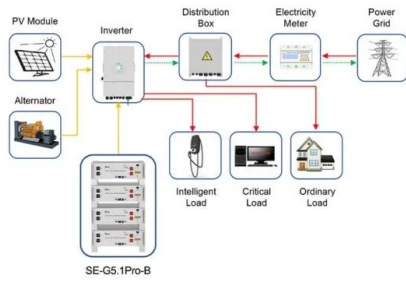 PV Module
Inverter
Distribution
Box
Electricity
Meter
Power
Grid
Alternator
Intelligent
Load
Critical
Load
Ordinary
Load
SE-G5.1Pro-B